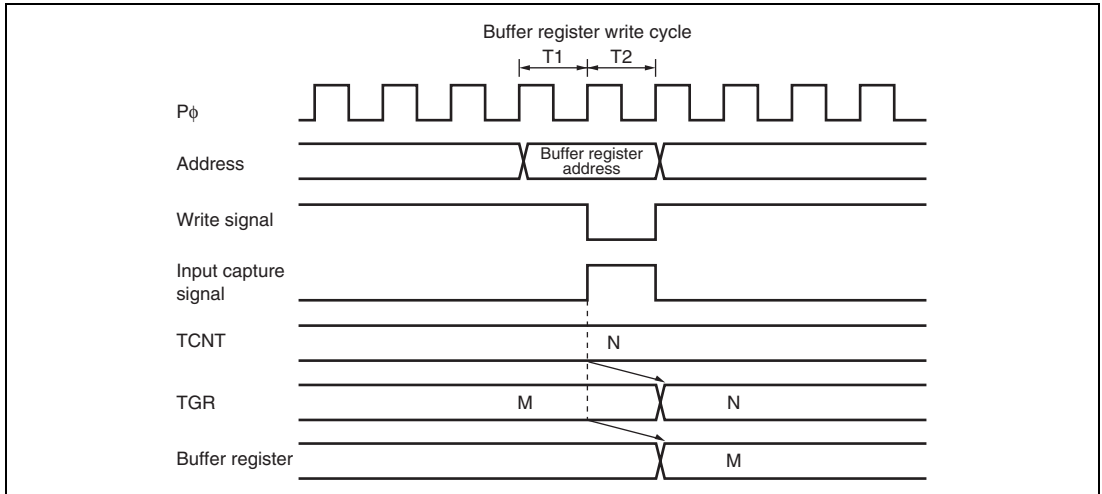 Buffer register write cycle
T1 T2
Pϕ
Address
Buffer register
address
Write signal
Input capture
signal
TCNT
N
TGR
M
N
Buffer register
M